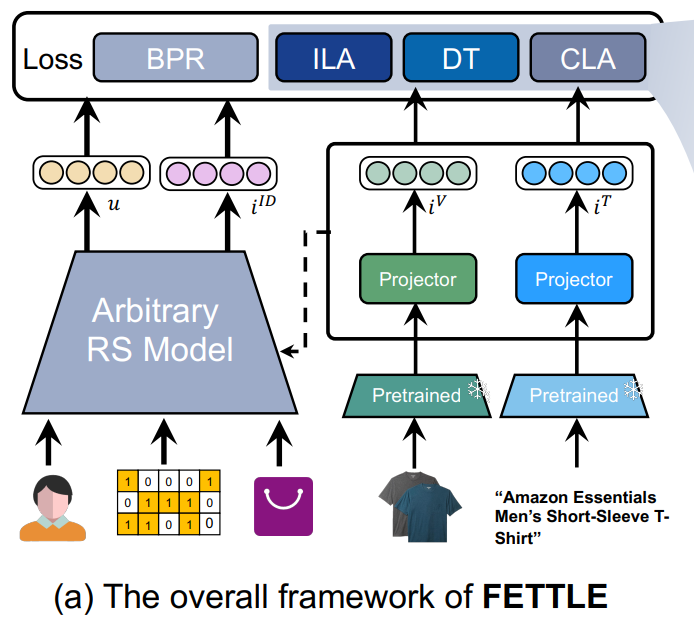 Loss
BPR
ILA
DT
CLA
u
i^{ID}
i^{V}
i^{T}
Projector
Projector
Arbitrary
RS Model
Pretrained
Pretrained
1 0 0 0 1
0 1 1 1 0
1 1 0 1 0
“Amazon Essentials
Men’s Short-Sleeve T-
Shirt”
(a) The overall framework of FETTLE